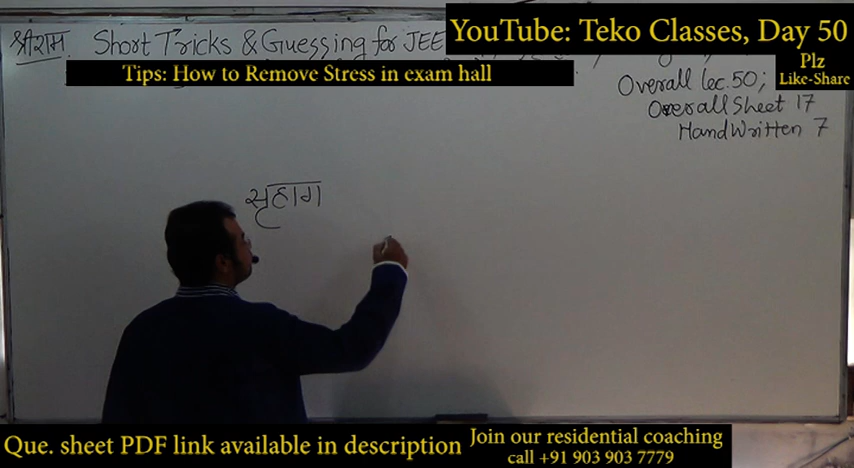 श्रीराम. Short Tricks & Guessing for JEE
YouTube: Teko Classes, Day 50
Tips: How to Remove Stress in exam hall
Plz
Like-Share
Overall lec. 50;
Overall Sheet 17
HandWritten 7
सृहाग
Que. sheet PDF link available in description
Join our residential coaching
call +91 903 903 7779